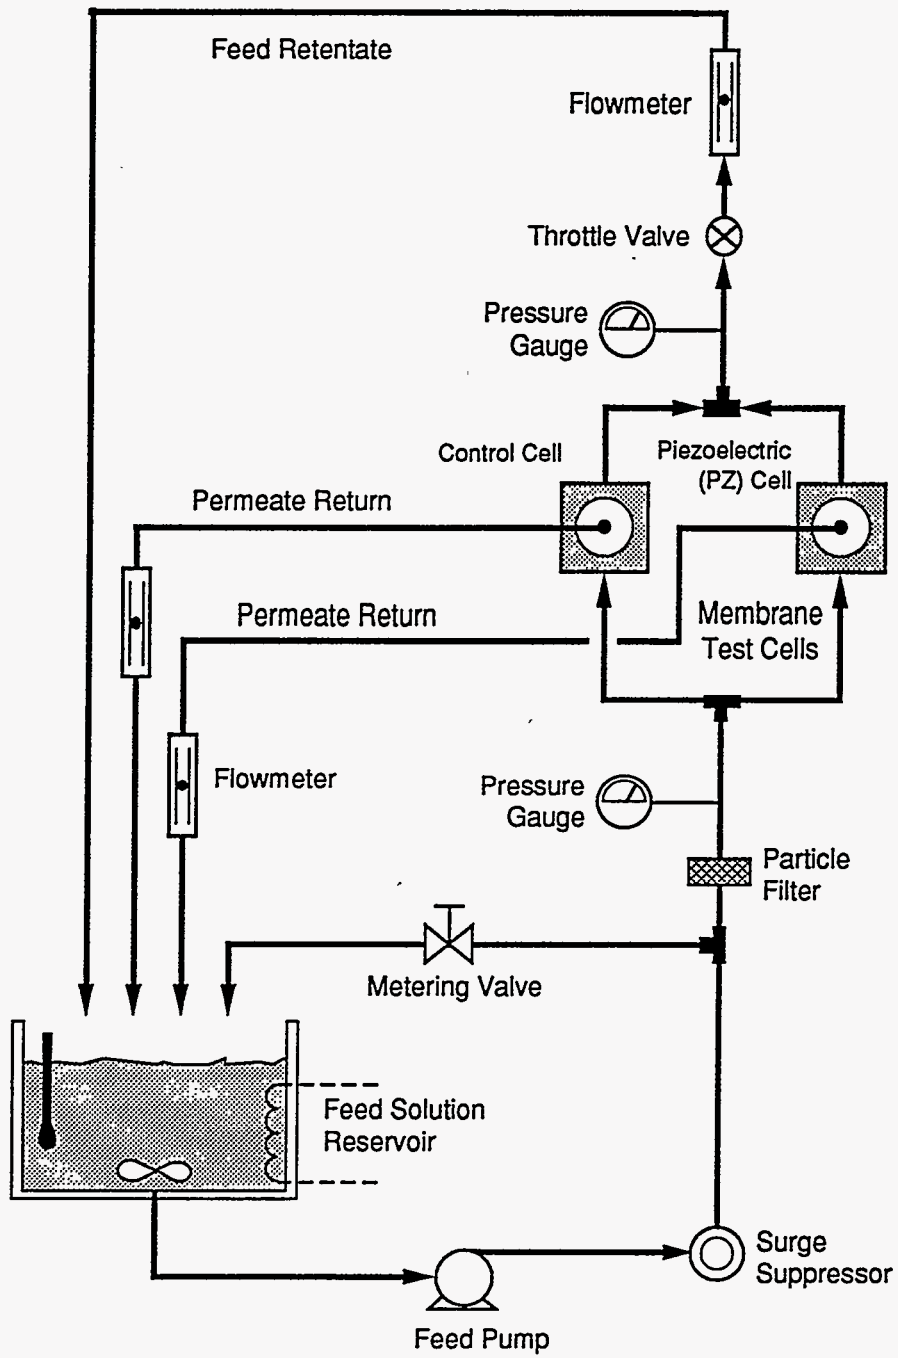 Feed Retentate
Flowmeter
Throttle Valve
Pressure
Gauge
Control Cell
Piezoelectric
(PZ) Cell
Permeate Return
Permeate Return
Membrane
Test Cells
Flowmeter
Pressure
Gauge
Particle
Filter
Metering Valve
Feed Solution
Reservoir
Surge
Suppressor
Feed Pump